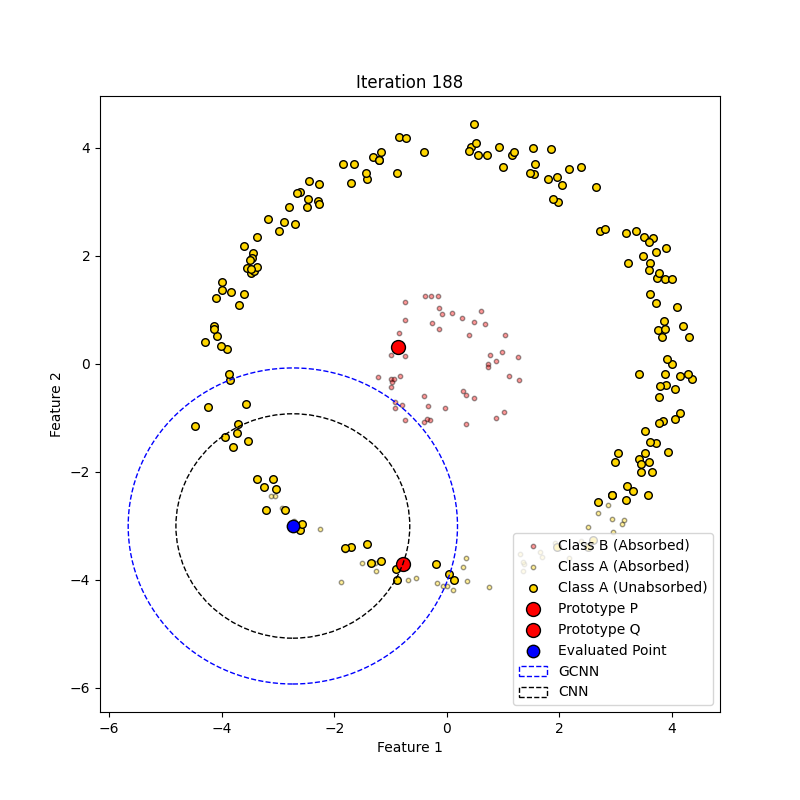 Iteration 188
4
2
0
−2
−4
−6
Feature 2
−6
−4
−2
0
2
4
Feature 1
Class B (Absorbed)
Class A (Absorbed)
Class A (Unabsorbed)
Prototype P
Prototype Q
Evaluated Point
GCNN
CNN